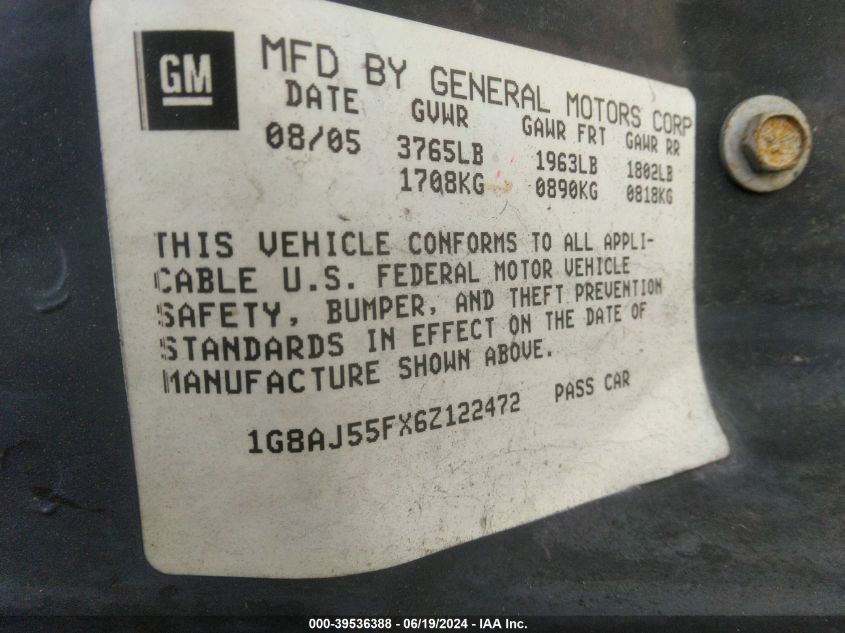 GM
MFD BY GENERAL MOTORS CORP
DATE GVWR GAWR FRT GAWR RR
08/05 3765LB 1963LB 1802LB
1708KG 0890KG 0818KG
THIS VEHICLE CONFORMS TO ALL APPLI-
CABLE U.S. FEDERAL MOTOR VEHICLE
SAFETY, BUMPER, AND THEFT PREVENTION
STANDARDS IN EFFECT ON THE DATE OF
MANUFACTURE SHOWN ABOVE.
1G8AJ55FX6Z122472 PASS CAR
000-39536388 - 06/19/2024 - IAA Inc.